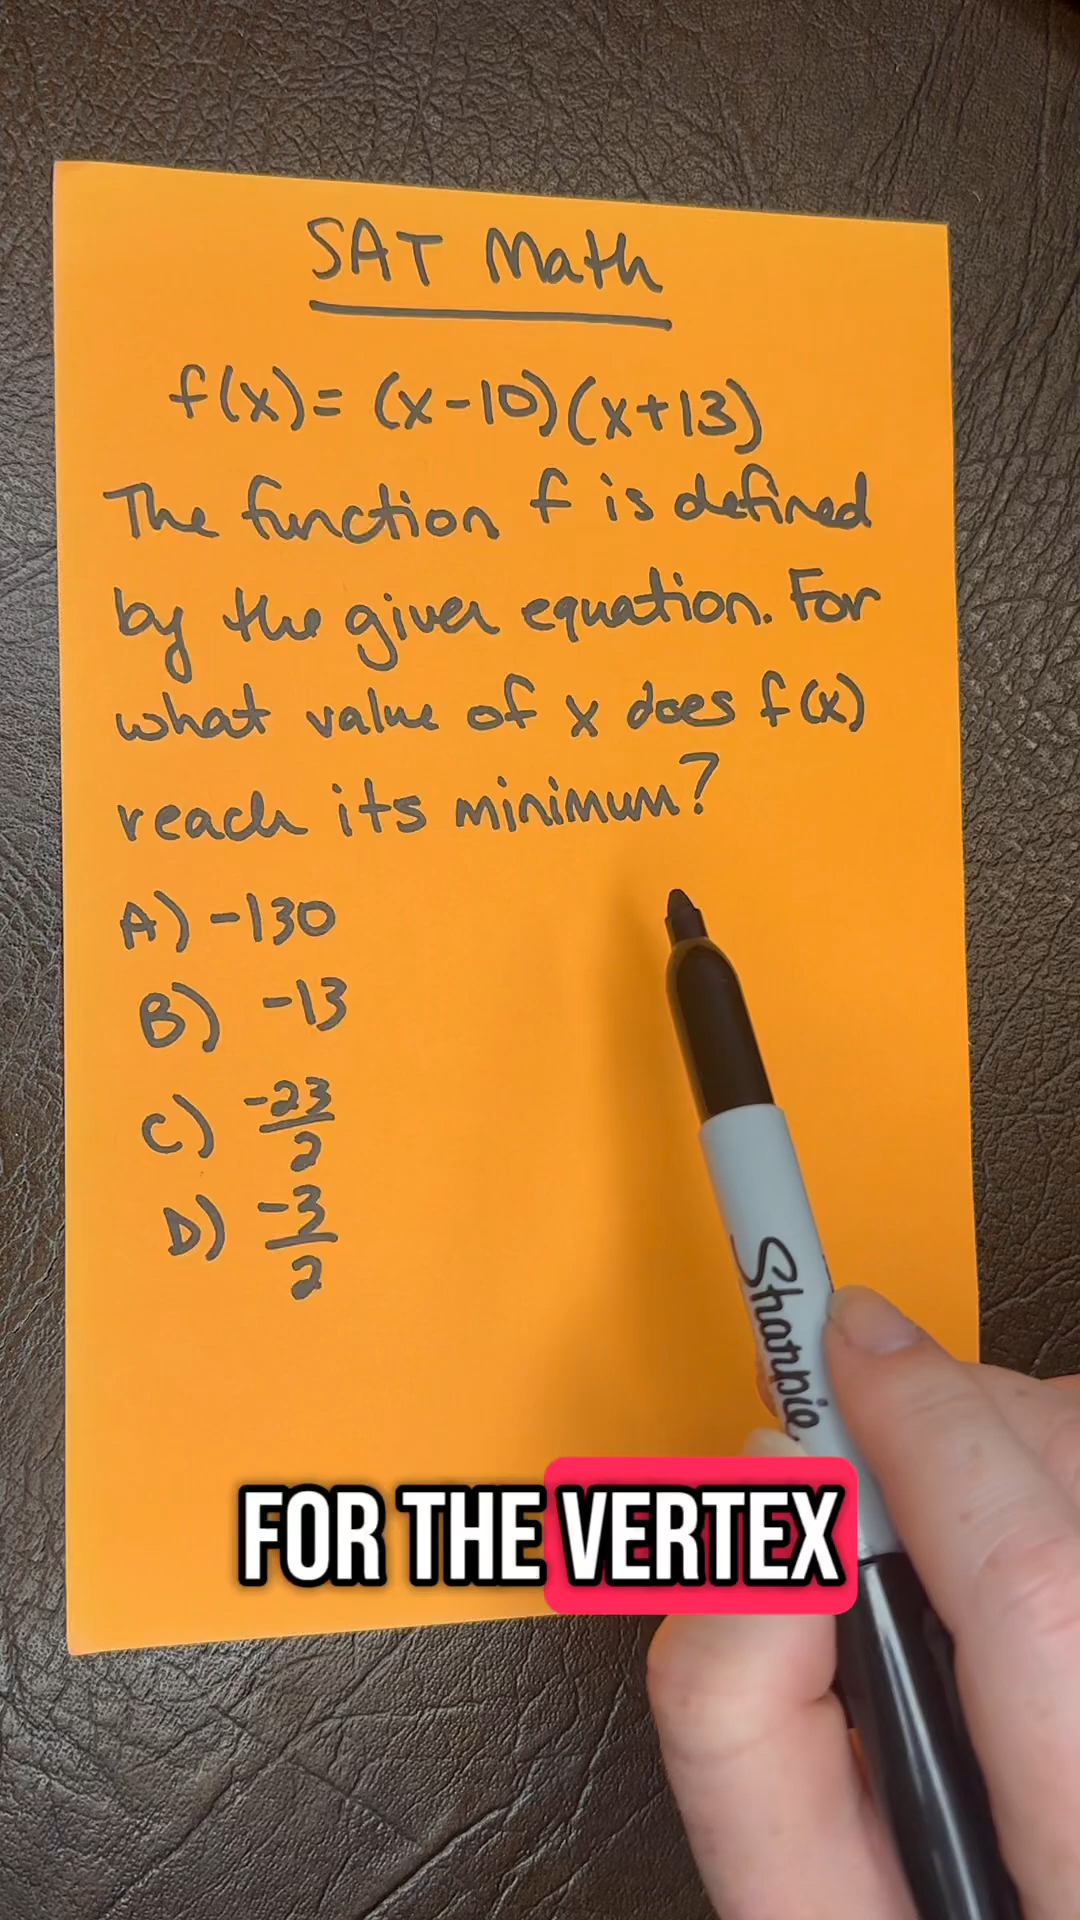 SAT Math
f(x)= (x-10)(x+13)
The function f is defined
by the given equation. For
what value of x does f(x)
reach its minimum?
A) -130
B) -13
C) -23/2
D) -3/2
Sharpie
FOR THE VERTEX